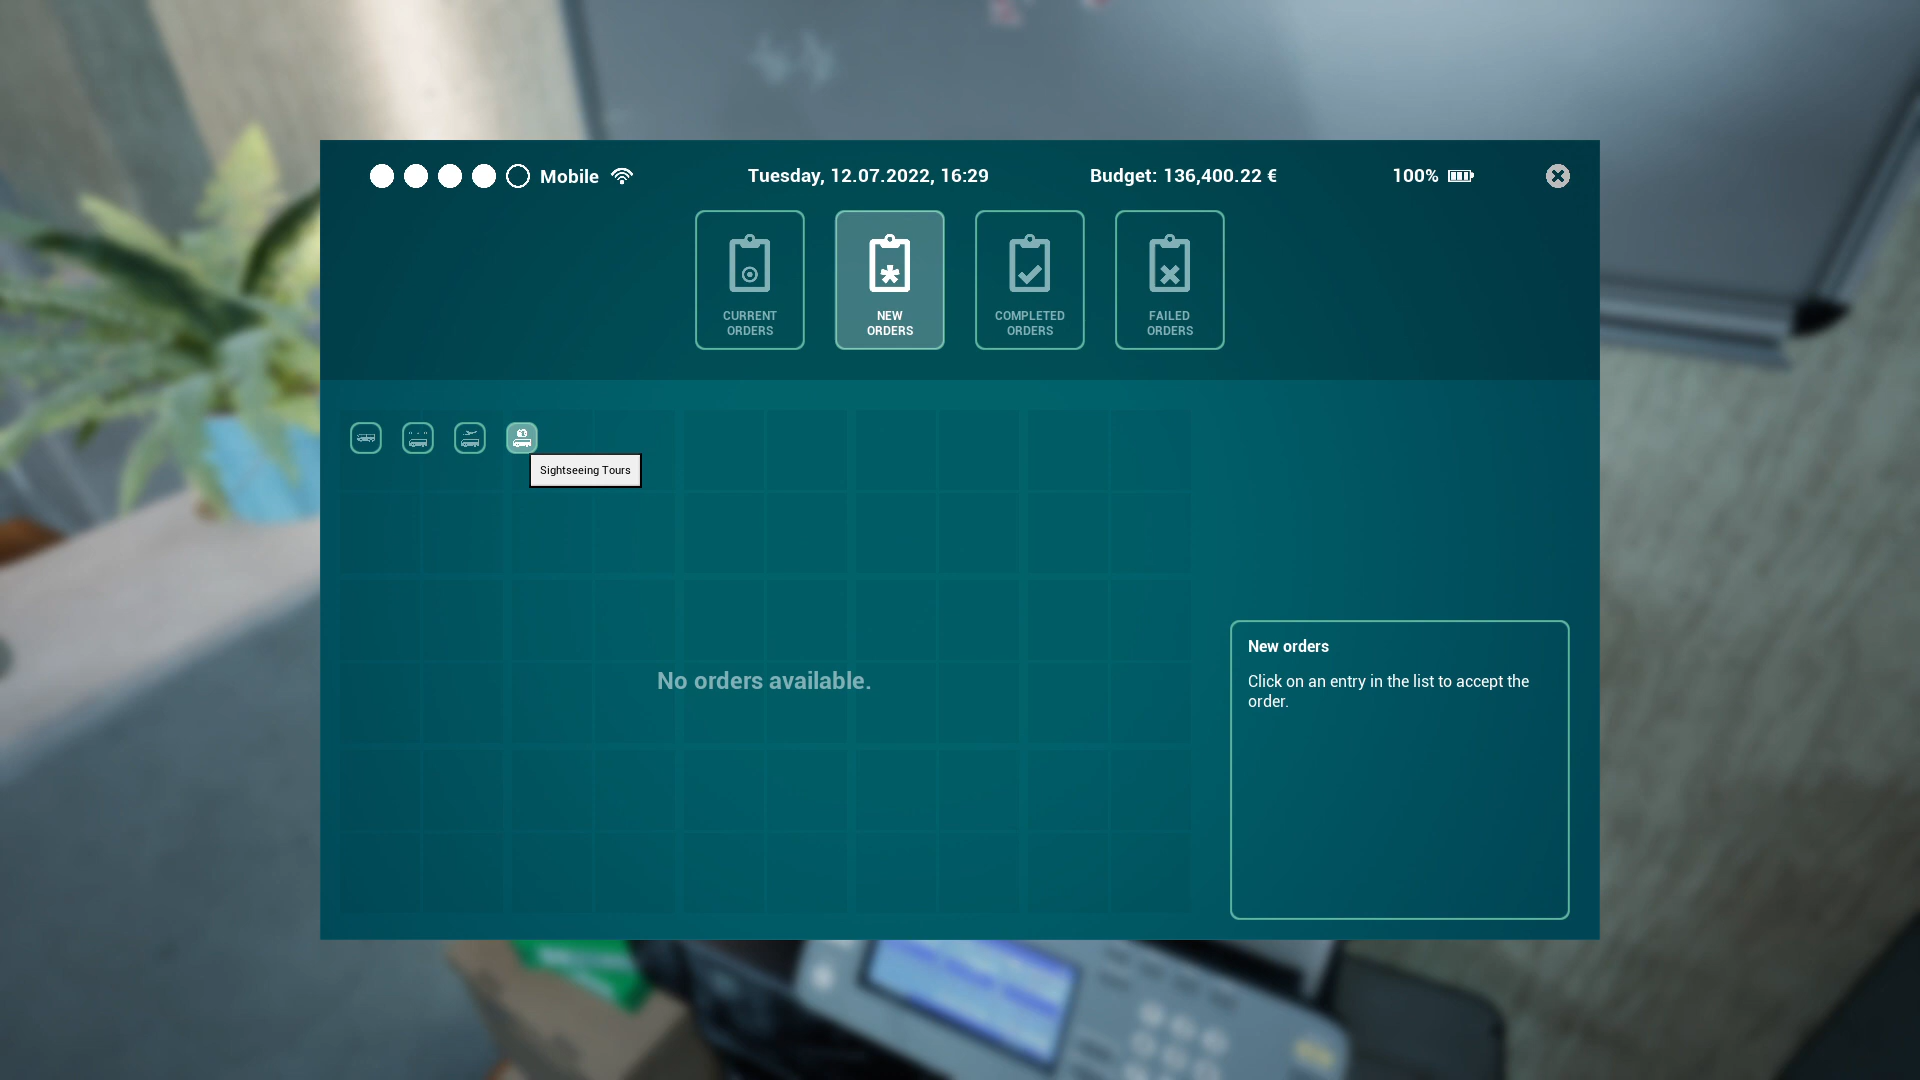 Mobile
Tuesday, 12.07.2022, 16:29
Budget: 136,400.22 €
100%
CURRENT
ORDERS
NEW
ORDERS
COMPLETED
ORDERS
FAILED
ORDERS
Sightseeing Tours
No orders available.
New orders
Click on an entry in the list to accept the
order.